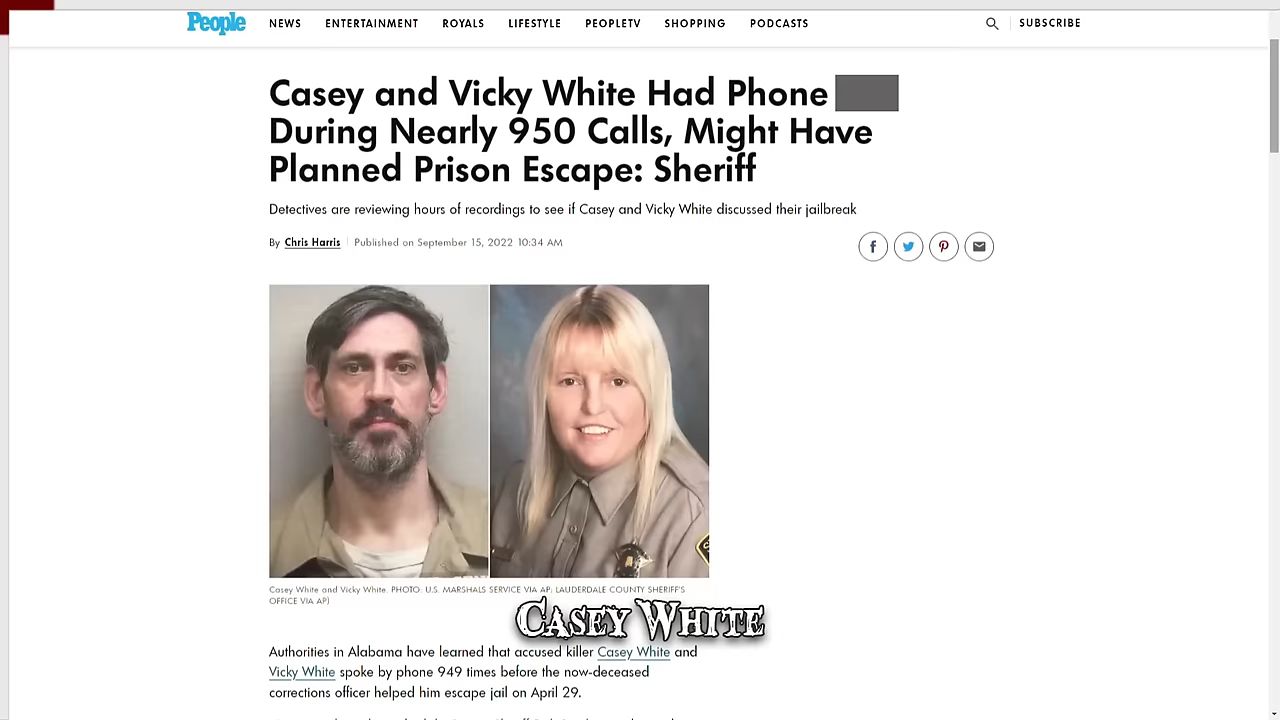 People NEWS ENTERTAINMENT ROYALS LIFESTYLE PEOPLETV SHOPPING PODCASTS SUBSCRIBE
Casey and Vicky White Had Phone
During Nearly 950 Calls, Might Have
Planned Prison Escape: Sheriff
Detectives are reviewing hours of recordings to see if Casey and Vicky White discussed their jailbreak
By Chris Harris Published on September 15, 2022 10:34 AM
Casey White and Vicky White. PHOTO: U.S. MARSHALS SERVICE VIA AP; LAUDERDALE COUNTY SHERIFF'S
OFFICE VIA AP)
CASEY WHITE
Authorities in Alabama have learned that accused killer Casey White and
Vicky White spoke by phone 949 times before the now-deceased
corrections officer helped him escape jail on April 29.